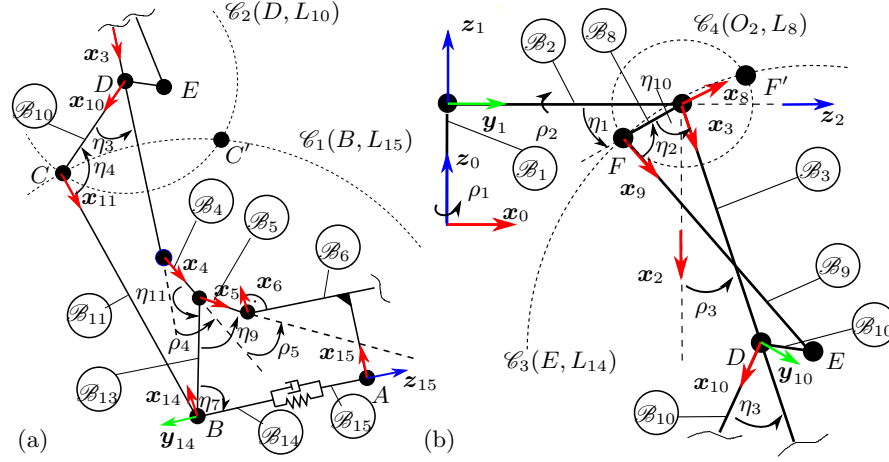 𝒞₂(D, L₁₀)
x₃
D
E
x₁₀
ℬ₁₀
η₃
η₄
C
C′
𝒞₁(B, L₁₅)
x₁₁
ℬ₄
ℬ₅
ℬ₆
x₄
x₅
x₆
η₁₁
ℬ₁₁
ρ₄
η₉
ρ₅
x₁₅
ℬ₁₃
A
z₁₅
x₁₄
η₇
y₁₄
B
ℬ₁₄
ℬ₁₅
(a)
z₁
ℬ₂
ℬ₈
𝒞₄(O₂, L₈)
η₁₀
F′
x₈
y₁
ρ₂
η₁
x₃
z₂
η₂
F
ℬ₁
z₀
x₉
ℬ₃
ρ₁
x₀
x₂
ℬ₉
ρ₃
𝒞₃(E, L₁₄)
D
ℬ₁₀
E
y₁₀
x₁₀
ℬ₁₀
η₃
(b)